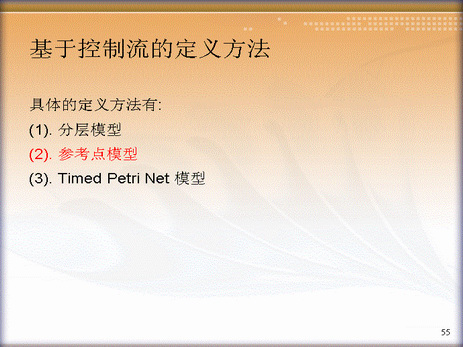 基于控制流的定义方法
具体的定义方法有:
(1). 分层模型
(2). 参考点模型
(3). Timed Petri Net 模型
55